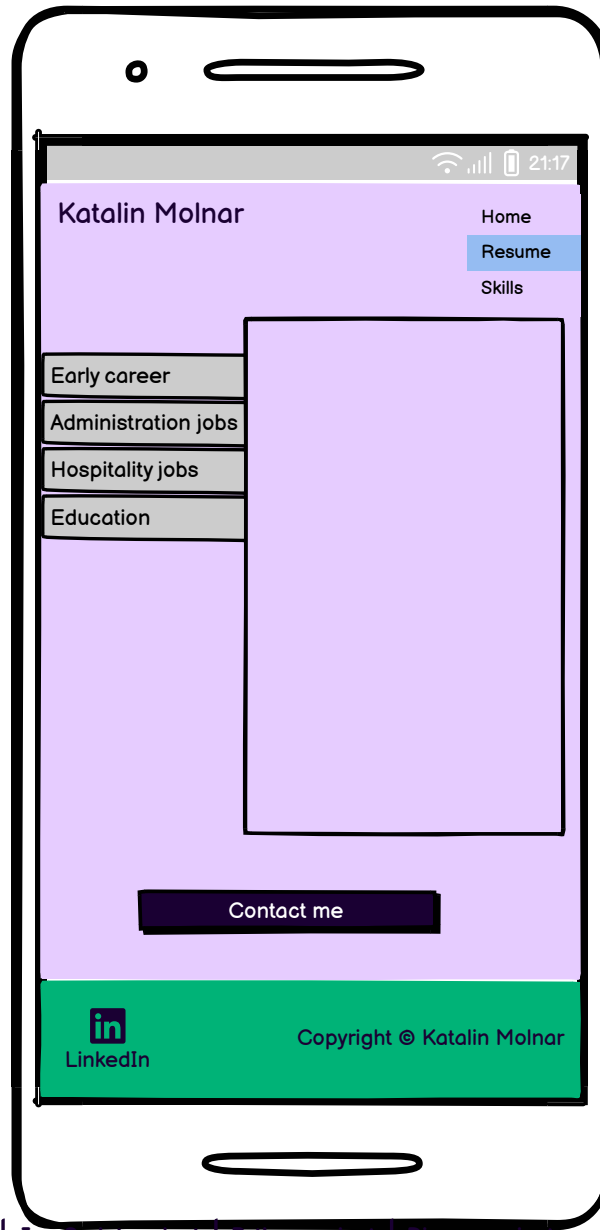 21:17
Katalin Molnar
Home
Resume
Skills
Early career
Administration jobs
Hospitality jobs
Education
Contact me
in
LinkedIn
Copyright © Katalin Molnar